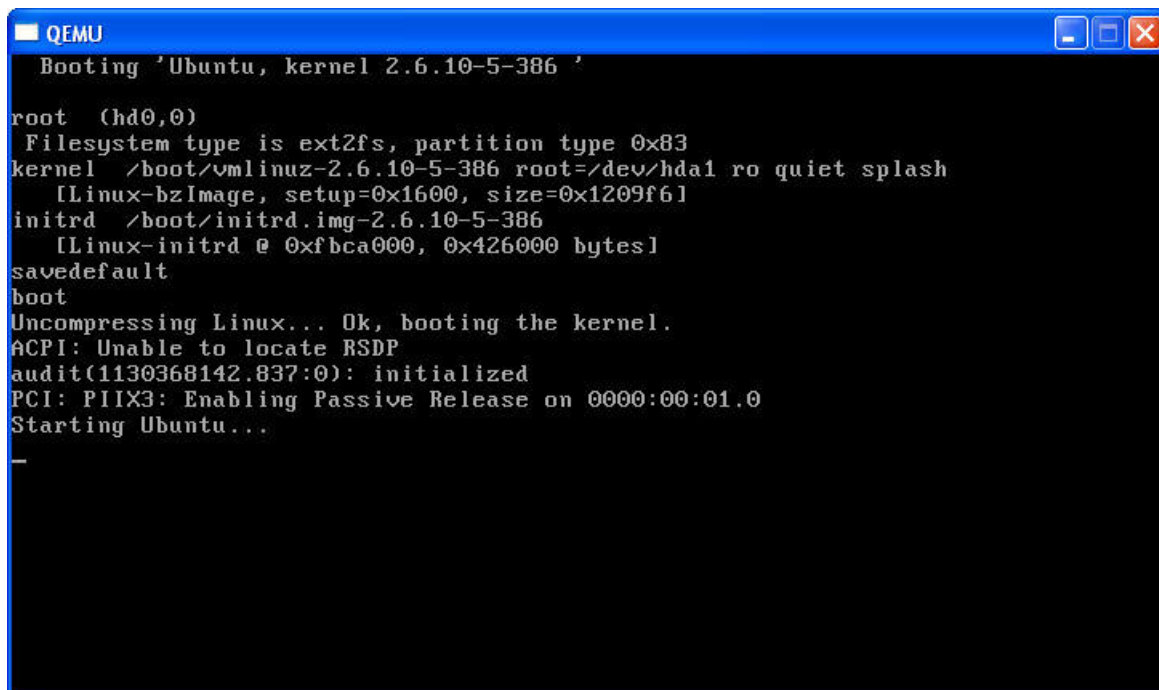 QEMU
Booting 'Ubuntu, kernel 2.6.10-5-386 '
root (hd0,0)
Filesystem type is ext2fs, partition type 0x83
kernel /boot/vmlinuz-2.6.10-5-386 root=/dev/hda1 ro quiet splash
[Linux-bzImage, setup=0x1600, size=0x1209f6]
initrd /boot/initrd.img-2.6.10-5-386
[Linux-initrd @ 0xfbca000, 0x426000 bytes]
savedefault
boot
Uncompressing Linux... Ok, booting the kernel.
ACPI: Unable to locate RSDP
audit(1130368142.837:0): initialized
PCI: PIIX3: Enabling Passive Release on 0000:00:01.0
Starting Ubuntu...